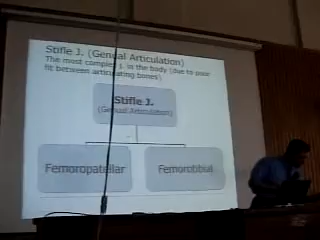 Stifle J. (Genual Articulation)
The most complex j. in the body (due to poor
fit between articulating bones)
Stifle J.
(Genual Articulation)
Femoropatellar
Femorotibial